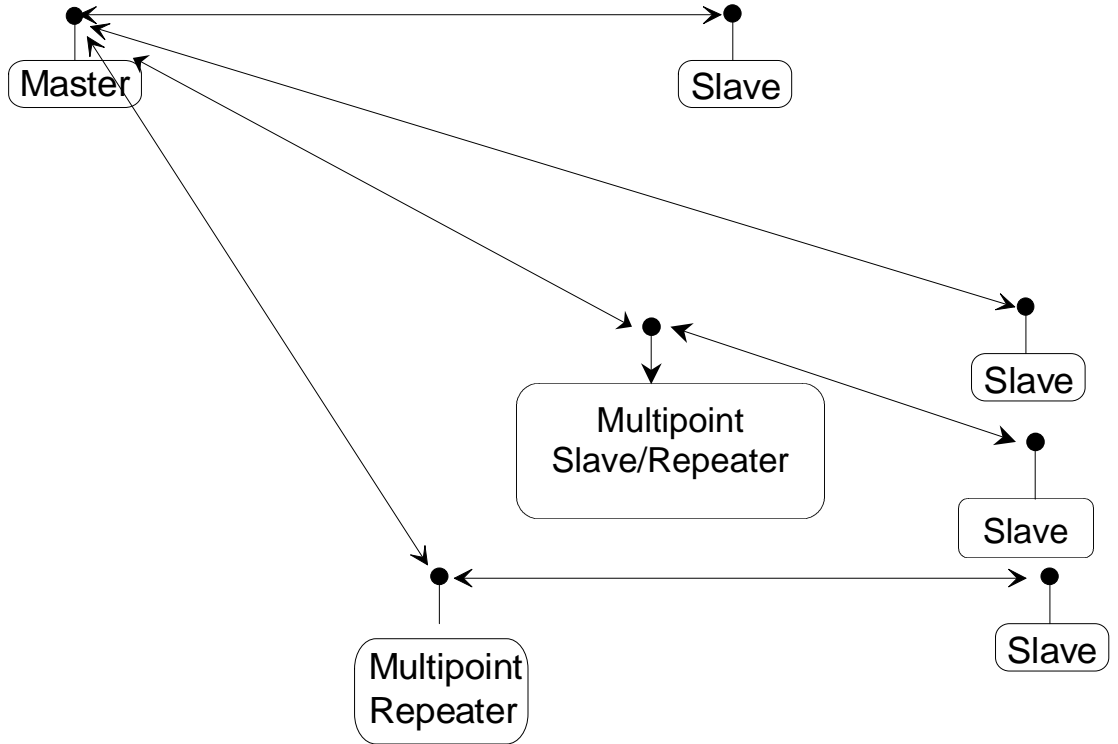 Master
Slave
Slave
Multipoint
Slave/Repeater
Slave
Slave
Multipoint
Repeater